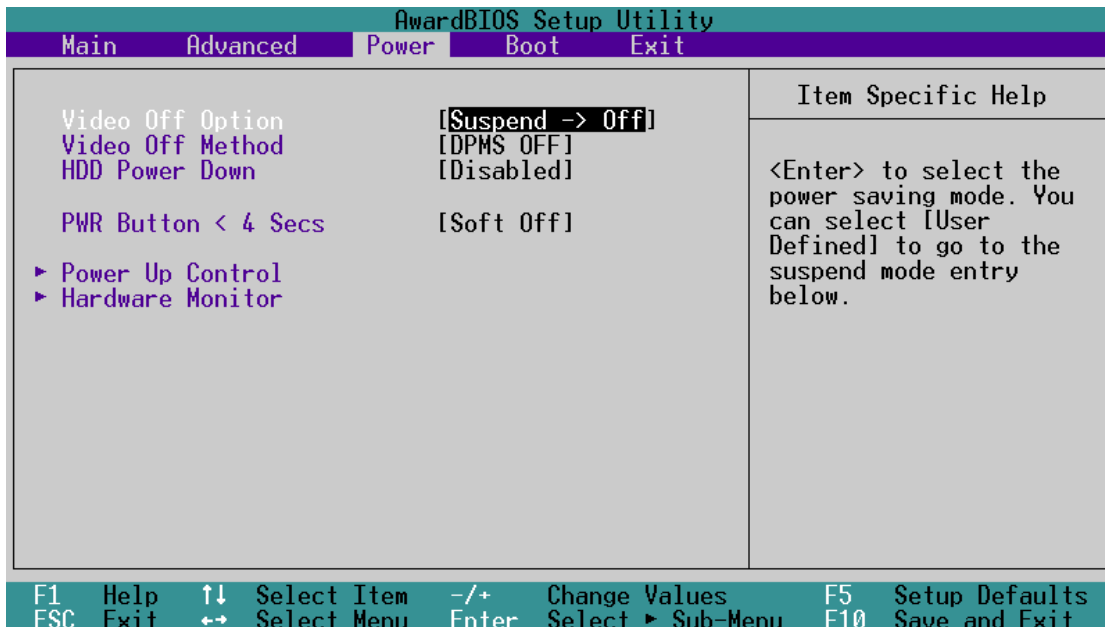 AwardBIOS Setup Utility
Main Advanced Power Boot Exit
Video Off Option [Suspend -> Off]
Video Off Method [DPMS OFF]
HDD Power Down [Disabled]
PWR Button < 4 Secs [Soft Off]
► Power Up Control
► Hardware Monitor
Item Specific Help
<Enter> to select the
power saving mode. You
can select [User
Defined] to go to the
suspend mode entry
below.
F1 Help ↑↓ Select Item -/+ Change Values F5 Setup Defaults
ESC Exit ←→ Select Menu Enter Select ► Sub-Menu F10 Save and Exit